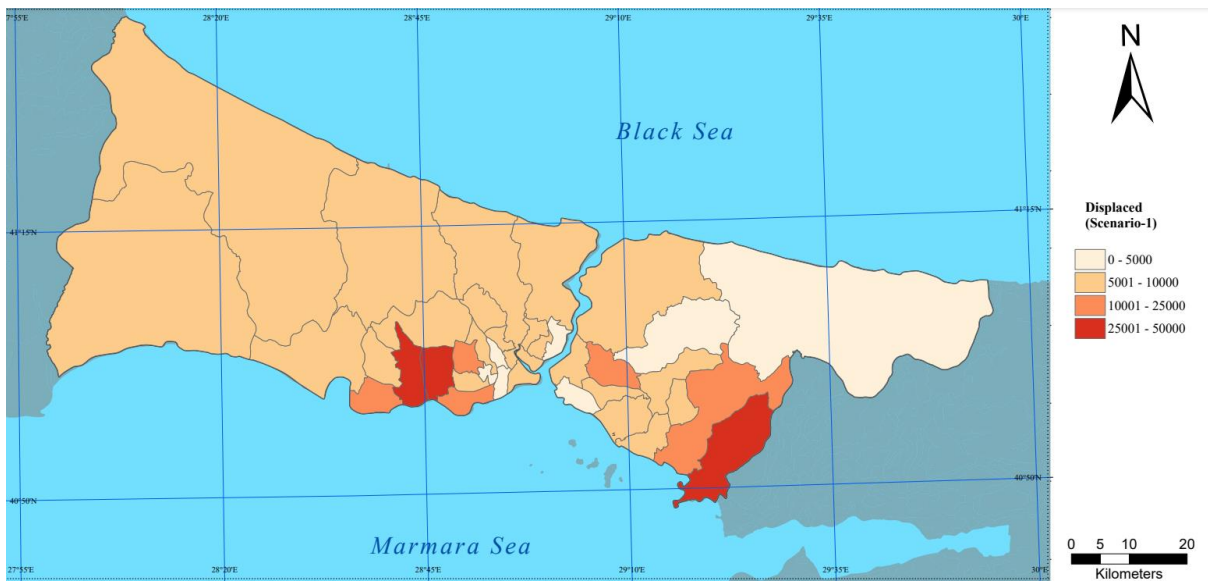 7°55'E 28°20'E 28°45'E 29°10'E 29°35'E 30°E
N
Black Sea
41°15'N
41°15'N
Displaced
(Scenario-1)
0 - 5000
5001 - 10000
10001 - 25000
25001 - 50000
40°50'N
40°50'N
Marmara Sea
0 5 10 20
Kilometers
27°55'E 28°20'E 28°45'E 29°10'E 29°35'E 30°E